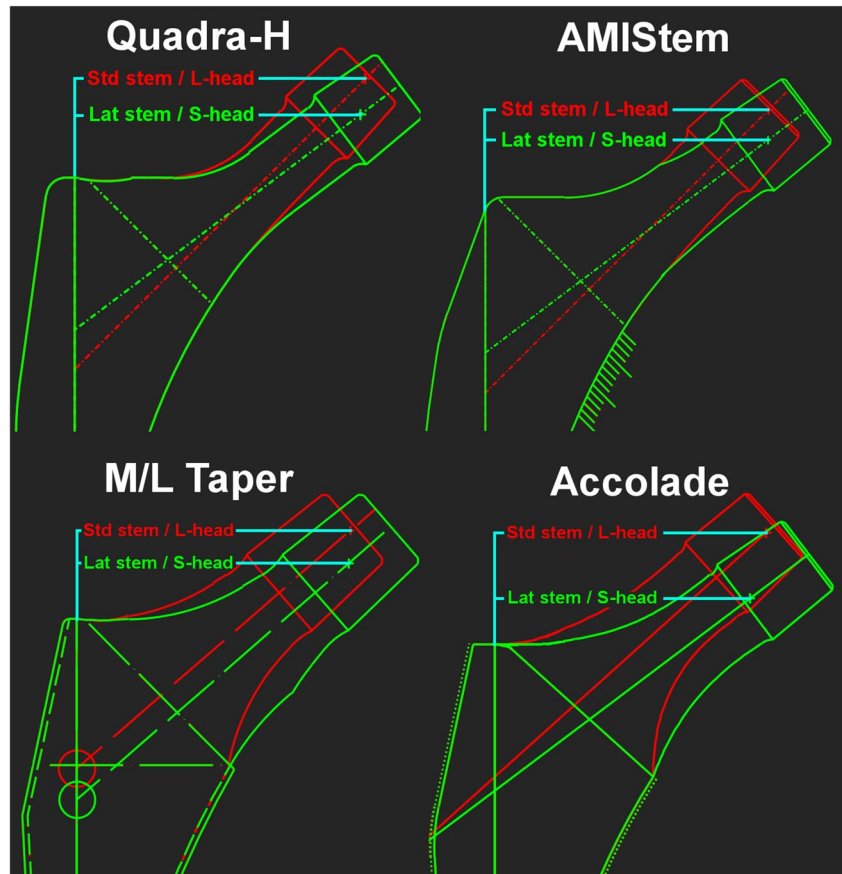 Quadra-H
Std stem / L-head
Lat stem / S-head
AMIStem
Std stem / L-head
Lat stem / S-head
M/L Taper
Std stem / L-head
Lat stem / S-head
Accolade
Std stem / L-head
Lat stem / S-head